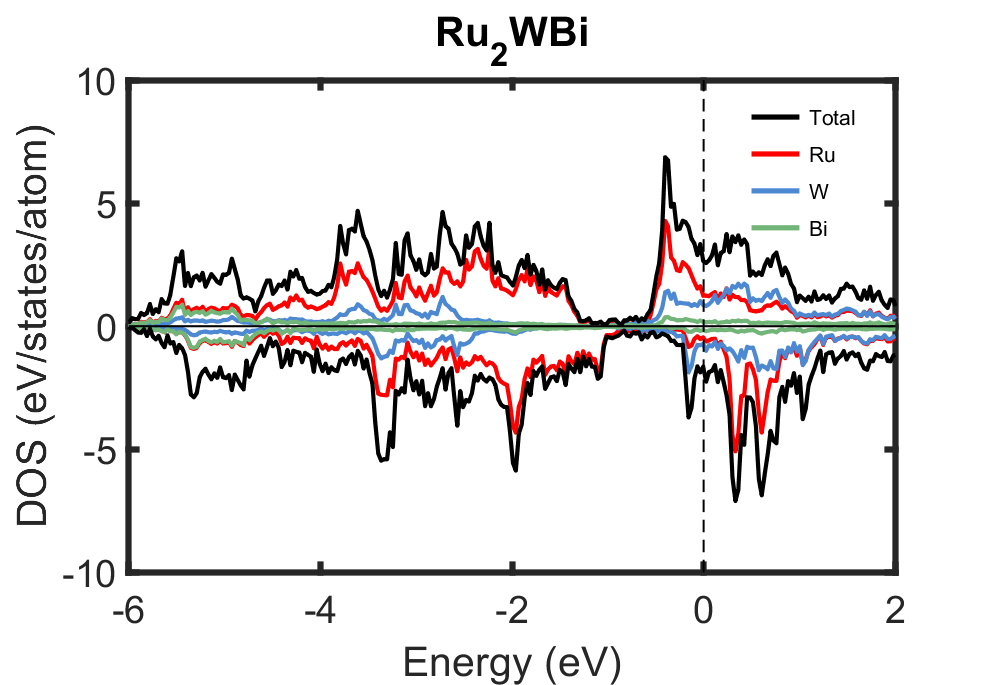 Ru₂WBi
10
5
0
-5
-10
DOS (eV/states/atom)
Total
Ru
W
Bi
-6 -4 -2 0 2
Energy (eV)